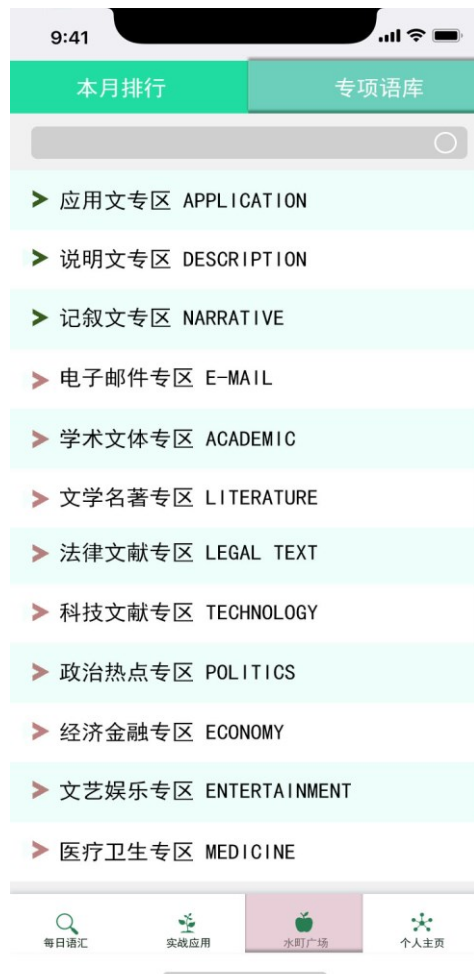 9:41
本月排行 专项语库
应用文专区 APPLICATION
说明文专区 DESCRIPTION
记叙文专区 NARRATIVE
电子邮件专区 E-MAIL
学术文体专区 ACADEMIC
文学名著专区 LITERATURE
法律文献专区 LEGAL TEXT
科技文献专区 TECHNOLOGY
政治热点专区 POLITICS
经济金融专区 ECONOMY
文艺娱乐专区 ENTERTAINMENT
医疗卫生专区 MEDICINE
每日语汇 实战应用 水町广场 个人主页